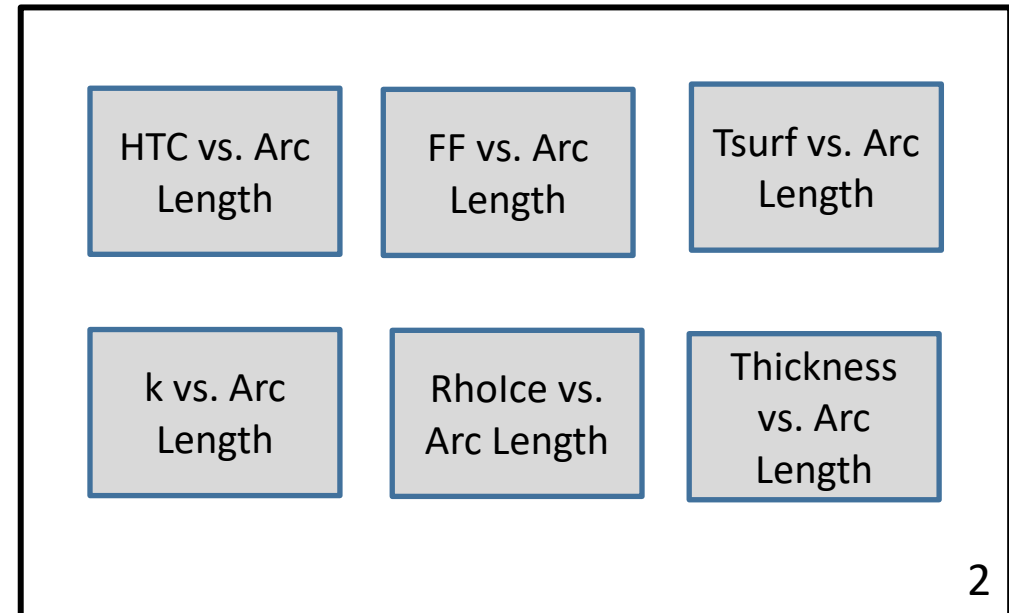 HTC vs. Arc
Length
FF vs. Arc
Length
Tsurf vs. Arc
Length
k vs. Arc
Length
RhoIce vs.
Arc Length
Thickness
vs. Arc
Length
2